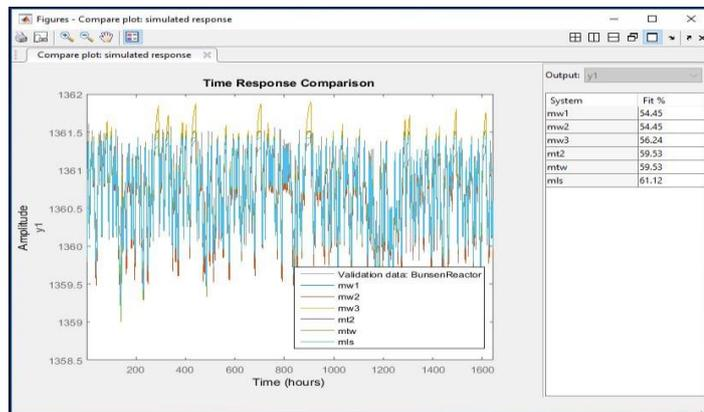 Figures - Compare plot: simulated response
Compare plot: simulated response
Time Response Comparison
Output: y1
System Fit %
mw1 54.45
mw2 54.45
mw3 56.24
mt2 59.53
mtw 59.53
mls 61.12
1362
1361.5
1361
1360.5
1360
1359.5
1359
1358.5
Amplitude
y1
Validation data: BunsenReactor
mw1
mw2
mw3
mt2
mtw
mls
200 400 600 800 1000 1200 1400 1600
Time (hours)